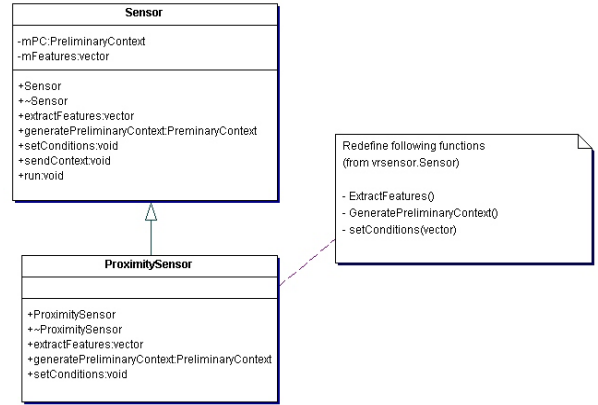 Sensor
-mPC:PreliminaryContext
-mFeatures:vector
+Sensor
+~Sensor
+extractFeatures:vector
+generatePreliminaryContext:PreminaryContext
+setConditions:void
+sendContext:void
+run:void
Redefine following functions
(from vrsensor.Sensor)
- ExtractFeatures()
- GeneratePreliminaryContext()
- setConditions(vector)
ProximitySensor
+ProximitySensor
+~ProximitySensor
+extractFeatures:vector
+generatePreliminaryContext:PreliminaryContext
+setConditions:void